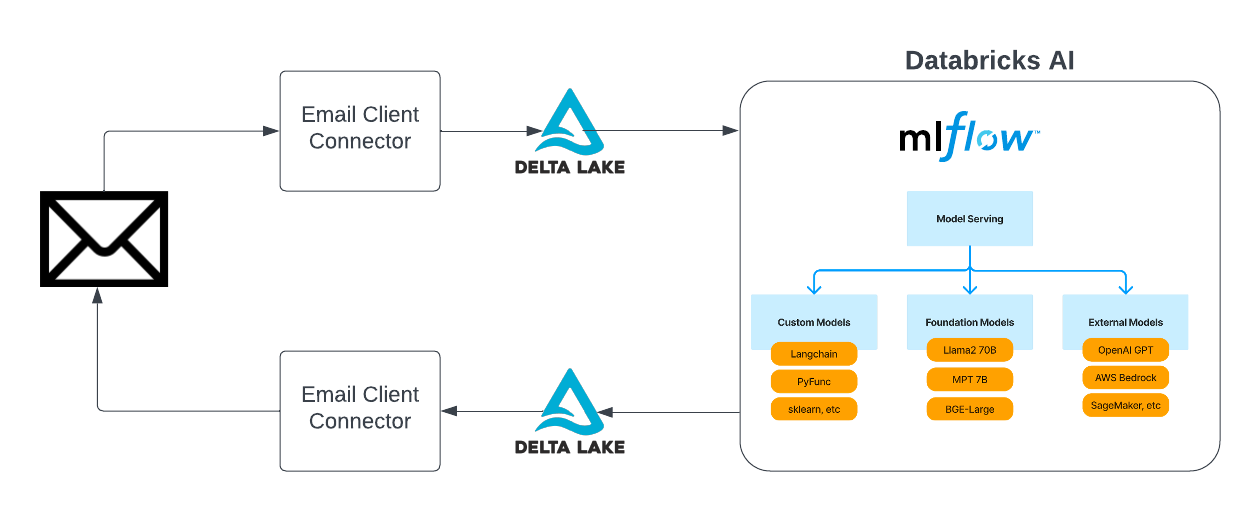 Databricks AI
Email Client
Connector
DELTA LAKE
mlflow™
Model Serving
Custom Models
Foundation Models
External Models
Langchain
PyFunc
sklearn, etc
Llama2 70B
MPT 7B
BGE-Large
OpenAI GPT
AWS Bedrock
SageMaker, etc
Email Client
Connector
DELTA LAKE